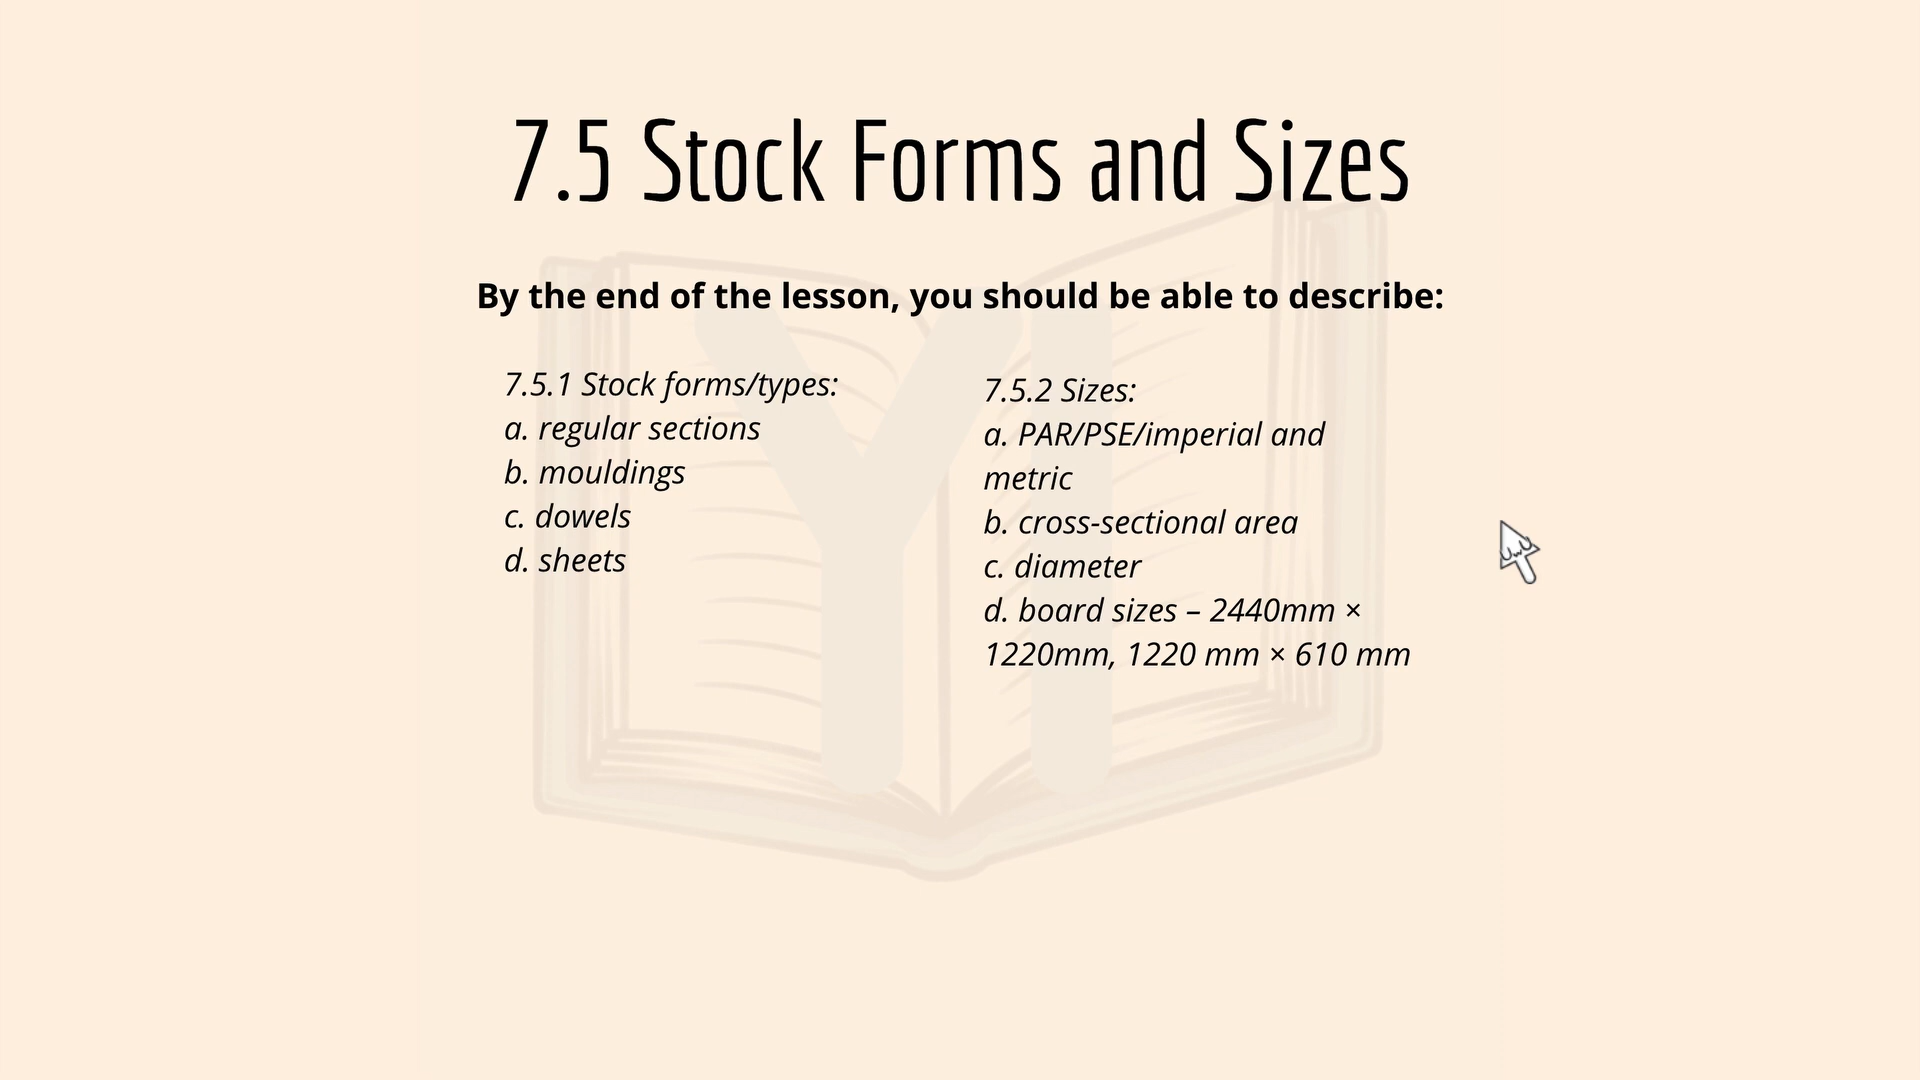 7.5 Stock Forms and Sizes
By the end of the lesson, you should be able to describe:
7.5.1 Stock forms/types:
a. regular sections
b. mouldings
c. dowels
d. sheets
7.5.2 Sizes:
a. PAR/PSE/imperial and
metric
b. cross-sectional area
c. diameter
d. board sizes – 2440mm ×
1220mm, 1220 mm × 610 mm
YI